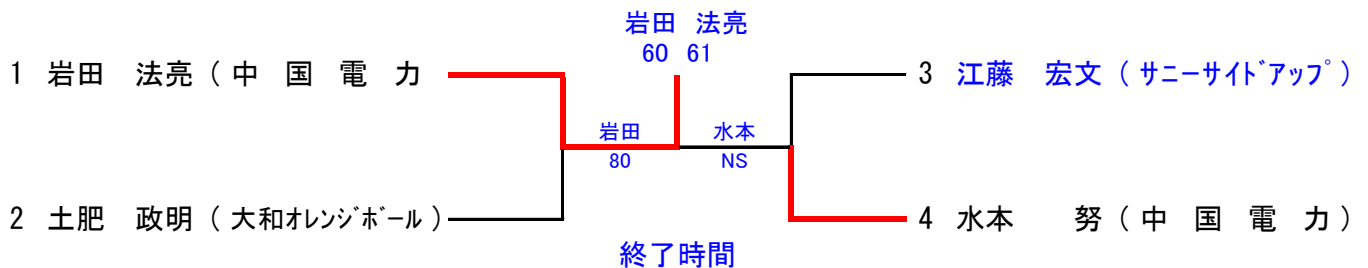 岩田 法亮
60 61
1 岩田 法亮 ( 中 国 電 力
3 江藤 宏文 ( サニーサイドアップ )
岩田
水本
80
NS
2 土肥 政明 ( 大和オレンジボール )
4 水本 努 ( 中 国 電 力 )
終了時間